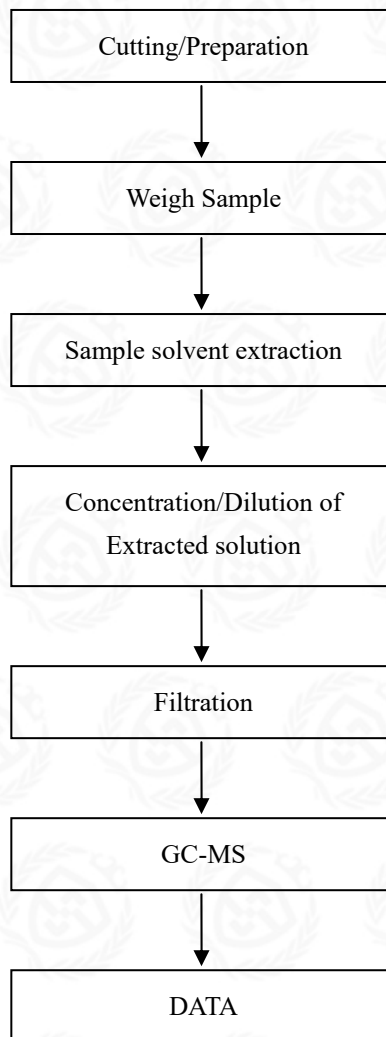 Cutting/Preparation
Weigh Sample
Sample solvent extraction
Concentration/Dilution of
Extracted solution
Filtration
GC-MS
DATA